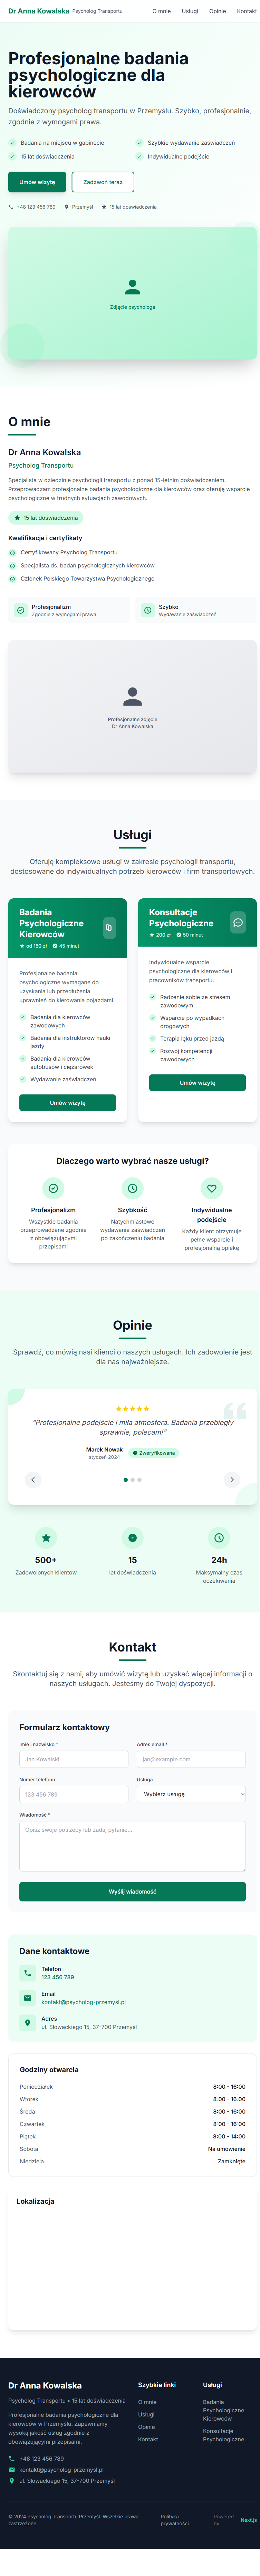 Dr Anna Kowalska Psycholog Transportu O mnie Usługi Opinie Kontakt
Profesjonalne badania
psychologiczne dla
kierowców
Doświadczony psycholog transportu w Przemyślu. Szybko, profesjonalnie,
zgodnie z wymogami prawa.
Badania na miejscu w gabinecie
Szybkie wydawanie zaświadczeń
15 lat doświadczenia
Indywidualne podejście
Umów wizytę
Zadzwoń teraz
+48 123 456 789 Przemyśl 15 lat doświadczenia
Zdjęcie psychologa
O mnie
Dr Anna Kowalska
Psycholog Transportu
Specjalista w dziedzinie psychologii transportu z ponad 15-letnim doświadczeniem.
Przeprowadzam profesjonalne badania psychologiczne dla kierowców oraz oferuję wsparcie
psychologiczne w trudnych sytuacjach zawodowych.
15 lat doświadczenia
Kwalifikacje i certyfikaty
Certyfikowany Psycholog Transportu
Specjalista ds. badań psychologicznych kierowców
Członek Polskiego Towarzystwa Psychologicznego
Profesjonalizm
Zgodnie z wymogami prawa
Szybko
Wydawanie zaświadczeń
Profesjonalne zdjęcie
Dr Anna Kowalska
Usługi
Oferuję kompleksowe usługi w zakresie psychologii transportu,
dostosowane do indywidualnych potrzeb kierowców i firm transportowych.
Badania
Psychologiczne
Kierowców
od 150 zł 45 minut
Profesjonalne badania
psychologiczne wymagane do
uzyskania lub przedłużenia
uprawnień do kierowania pojazdami.
Badania dla kierowców
zawodowych
Badania dla instruktorów nauki
jazdy
Badania dla kierowców
autobusów i ciężarówek
Wydawanie zaświadczeń
Umów wizytę
Konsultacje
Psychologiczne
200 zł 50 minut
Indywidualne wsparcie
psychologiczne dla kierowców i
pracowników transportu.
Radzenie sobie ze stresem
zawodowym
Wsparcie po wypadkach
drogowych
Terapia lęku przed jazdą
Rozwój kompetencji
zawodowych
Umów wizytę
Dlaczego warto wybrać nasze usługi?
Profesjonalizm
Wszystkie badania
przeprowadzane zgodnie
z obowiązującymi
przepisami
Szybkość
Natychmiastowe
wydawanie zaświadczeń
po zakończeniu badania
Indywidualne
podejście
Każdy klient otrzymuje
pełne wsparcie i
profesjonalną opiekę
Opinie
Sprawdź, co mówią nasi klienci o naszych usługach. Ich zadowolenie jest
dla nas najważniejsze.
"Profesjonalne podejście i miła atmosfera. Badania przebiegły
sprawnie, polecam!"
Marek Nowak
styczeń 2024
Zweryfikowana
500+
Zadowolonych klientów
15
lat doświadczenia
24h
Maksymalny czas
oczekiwania
Kontakt
Skontaktuj się z nami, aby umówić wizytę lub uzyskać więcej informacji o
naszych usługach. Jesteśmy do Twojej dyspozycji.
Formularz kontaktowy
Imię i nazwisko *
Adres email *
Jan Kowalski
jan@example.com
Numer telefonu
Usługa
123 456 789
Wybierz usługę
Wiadomość *
Opisz swoje potrzeby lub zadaj pytanie...
Wyślij wiadomość
Dane kontaktowe
Telefon
123 456 789
Email
kontakt@psycholog-przemysl.pl
Adres
ul. Słowackiego 15, 37-700 Przemyśl
Godziny otwarcia
Poniedziałek 8:00 - 16:00
Wtorek 8:00 - 16:00
Środa 8:00 - 16:00
Czwartek 8:00 - 16:00
Piątek 8:00 - 14:00
Sobota Na umówienie
Niedziela Zamknięte
Lokalizacja
Dr Anna Kowalska
Psycholog Transportu • 15 lat doświadczenia
Profesjonalne badania psychologiczne dla
kierowców w Przemyślu. Zapewniamy
wysoką jakość usług zgodnie z
obowiązującymi przepisami.
+48 123 456 789
kontakt@psycholog-przemysl.pl
ul. Słowackiego 15, 37-700 Przemyśl
Szybkie linki
O mnie
Usługi
Opinie
Kontakt
Usługi
Badania
Psychologiczne
Kierowców
Konsultacje
Psychologiczne
© 2024 Psycholog Transportu Przemyśl. Wszelkie prawa
zastrzeżone.
Polityka
prywatności
Powered
by
Next.js